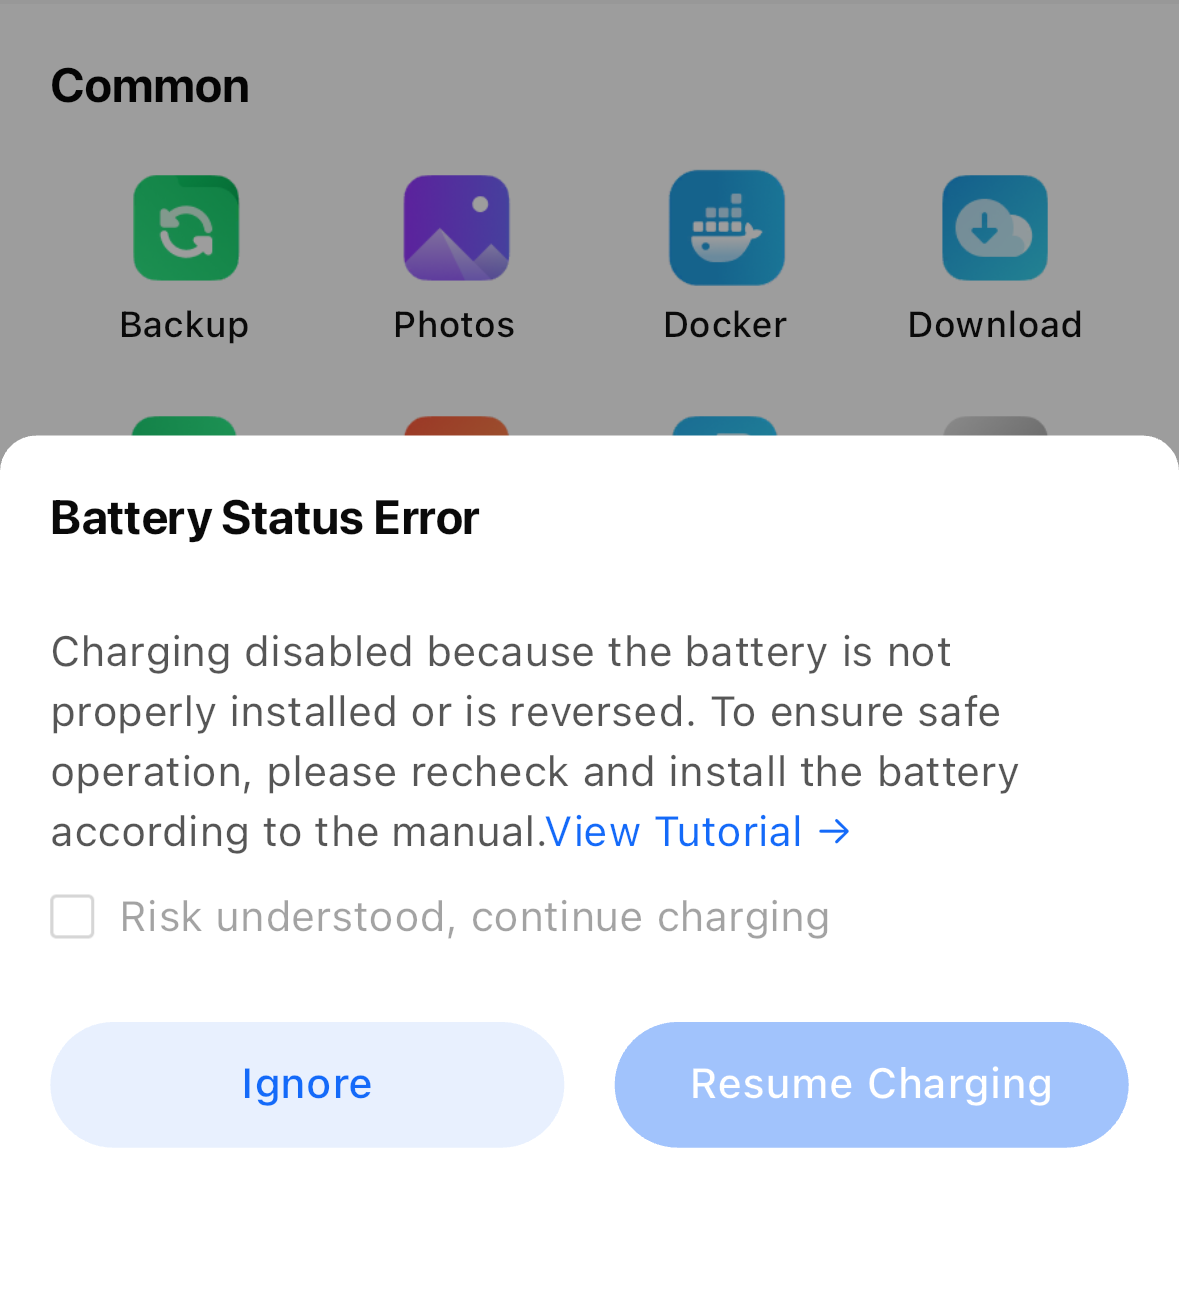 Common
Backup Photos Docker Download
Battery Status Error
Charging disabled because the battery is not
properly installed or is reversed. To ensure safe
operation, please recheck and install the battery
according to the manual.View Tutorial →
Risk understood, continue charging
Ignore Resume Charging